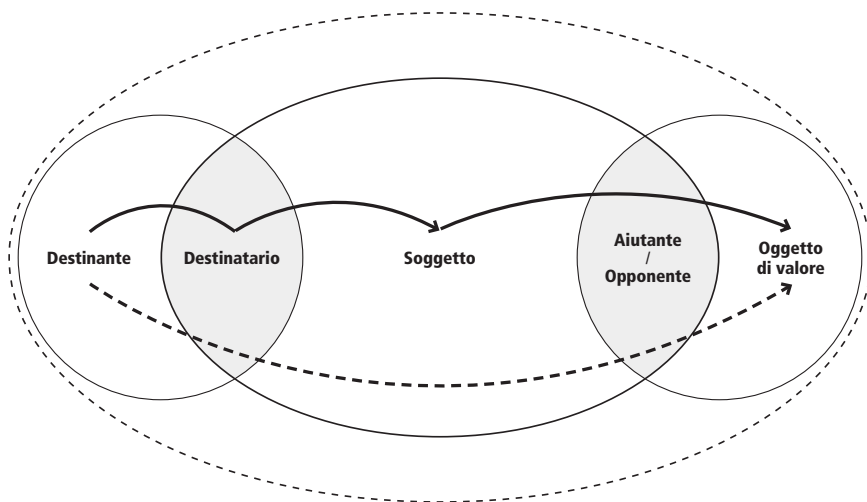 Destinante
Destinatario
Soggetto
Aiutante
/
Opponente
Oggetto
di valore